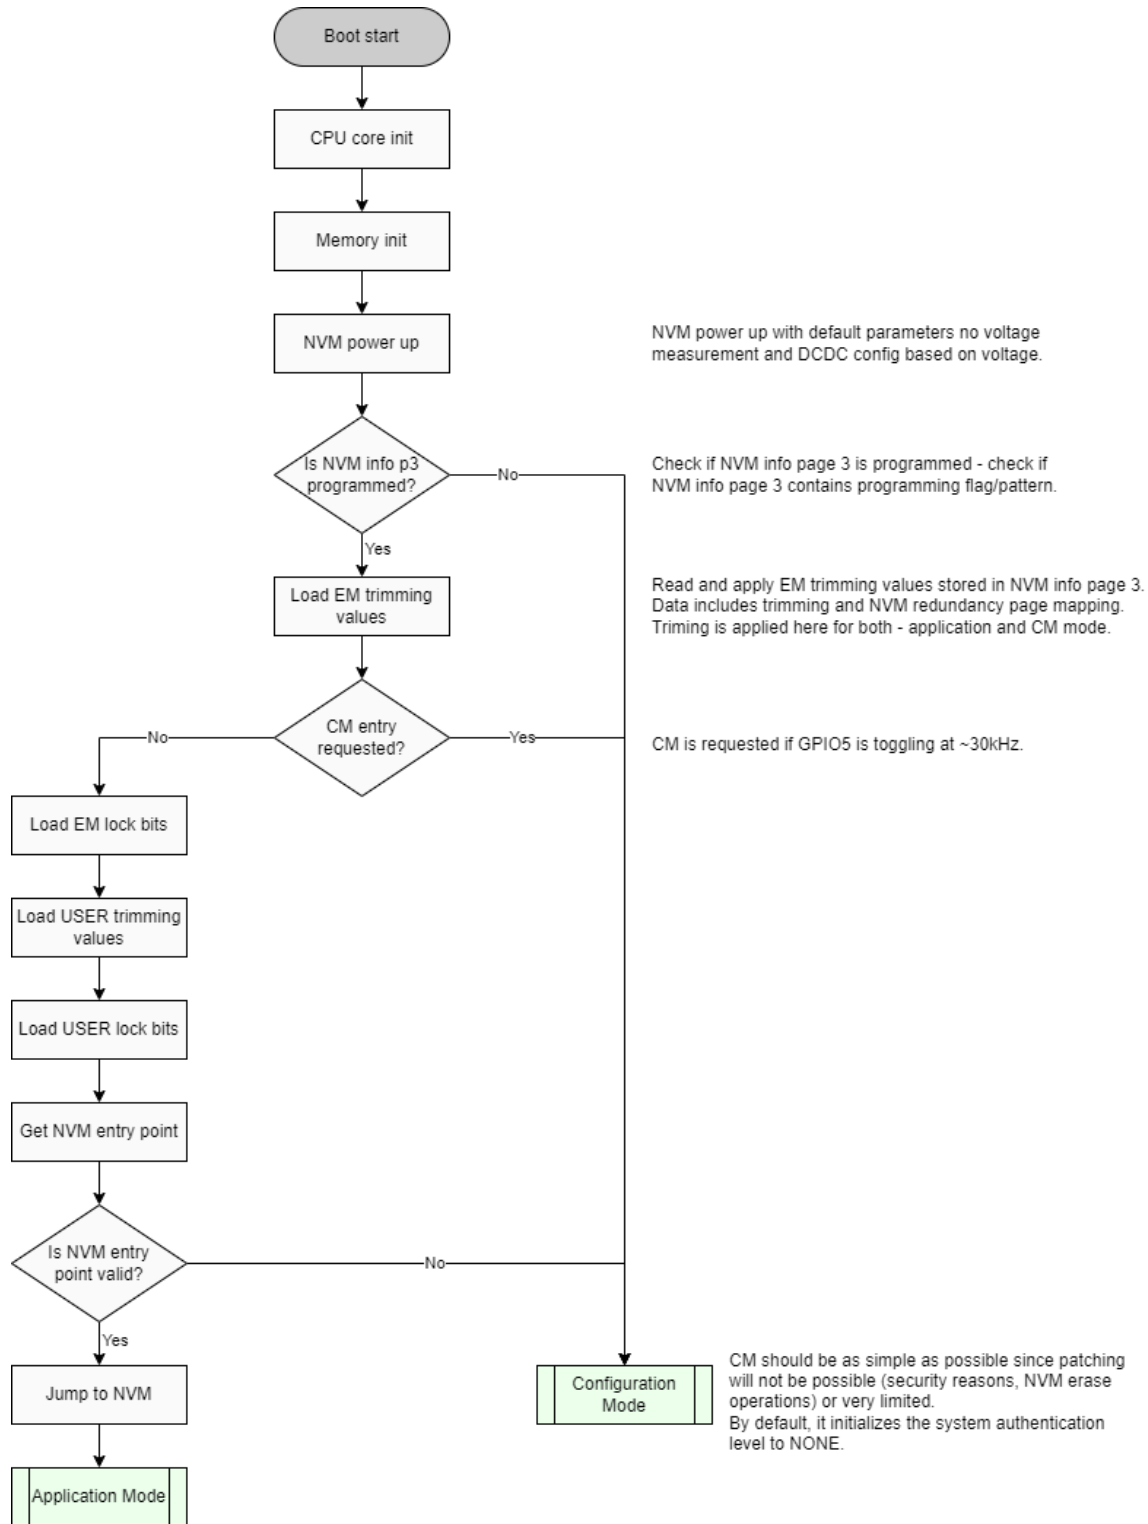 Boot start
CPU core init
Memory init
NVM power up
NVM power up with default parameters no voltage
measurement and DCDC config based on voltage.
Is NVM info p3
programmed?
No
Check if NVM info page 3 is programmed - check if
NVM info page 3 contains programming flag/pattern.
Yes
Load EM trimming
values
Read and apply EM trimming values stored in NVM info page 3.
Data includes trimming and NVM redundancy page mapping.
Triming is applied here for both - application and CM mode.
CM entry
requested?
No
Yes
CM is requested if GPIO5 is toggling at ~30kHz.
Load EM lock bits
Load USER trimming
values
Load USER lock bits
Get NVM entry point
Is NVM entry
point valid?
No
Yes
Jump to NVM
Configuration
Mode
CM should be as simple as possible since patching
will not be possible (security reasons, NVM erase
operations) or very limited.
By default, it initializes the system authentication
level to NONE.
Application Mode